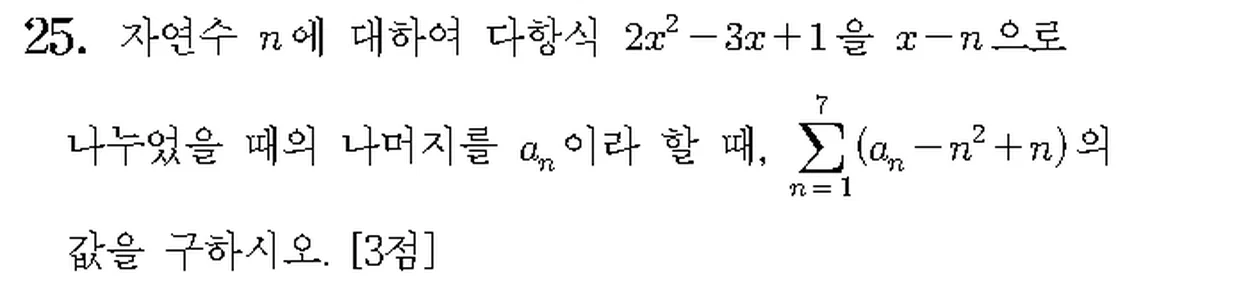 25. 자연수 n에 대하여 다항식 2x²−3x+1을 x−n으로
나누었을 때의 나머지를 aₙ이라 할 때, ∑_{n=1}^{7}(aₙ−n²+n)의
값을 구하시오. [3점]